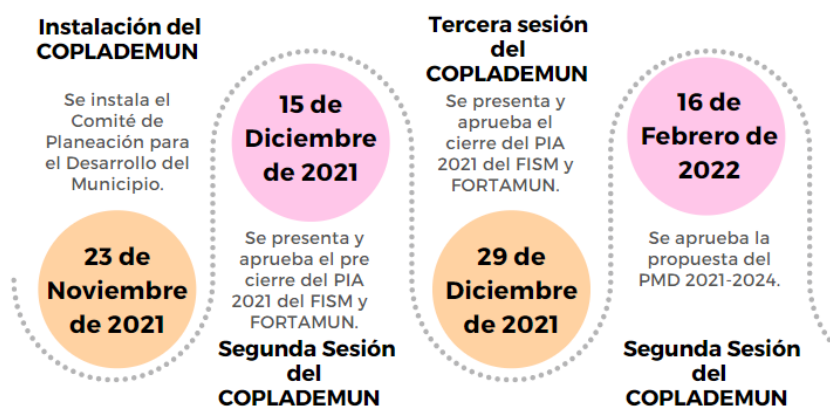 Instalación del
COPLADEMUN
Se instala el
Comité de
Planeación para
el Desarrollo del
Municipio.
23 de
Noviembre
de 2021
15 de
Diciembre
de 2021
Se presenta y
aprueba el pre
cierre del PIA
2021 del FISM y
FORTAMUN.
Segunda Sesión
del
COPLADEMUN
Tercera sesión
del
COPLADEMUN
Se presenta y
aprueba el
cierre del PIA
2021 del FISM y
FORTAMUN.
29 de
Diciembre
de 2021
16 de
Febrero de
2022
Se aprueba la
propuesta del
PMD 2021-2024.
Segunda Sesión
del
COPLADEMUN